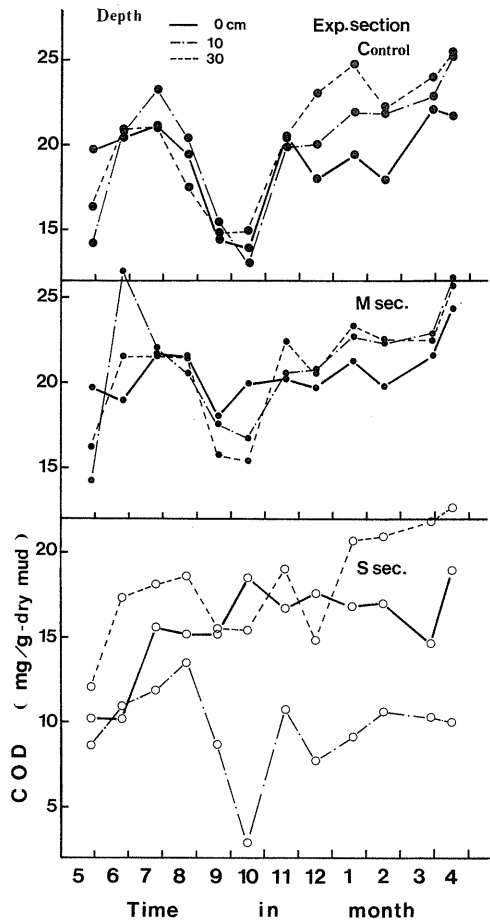 Depth
0 cm
10
30
Exp. section
Control
25
20
15
M sec.
25
20
15
S sec.
20
15
10
5
COD ( mg/g-dry mud )
5 6 7 8 9 10 11 12 1 2 3 4
Time in month